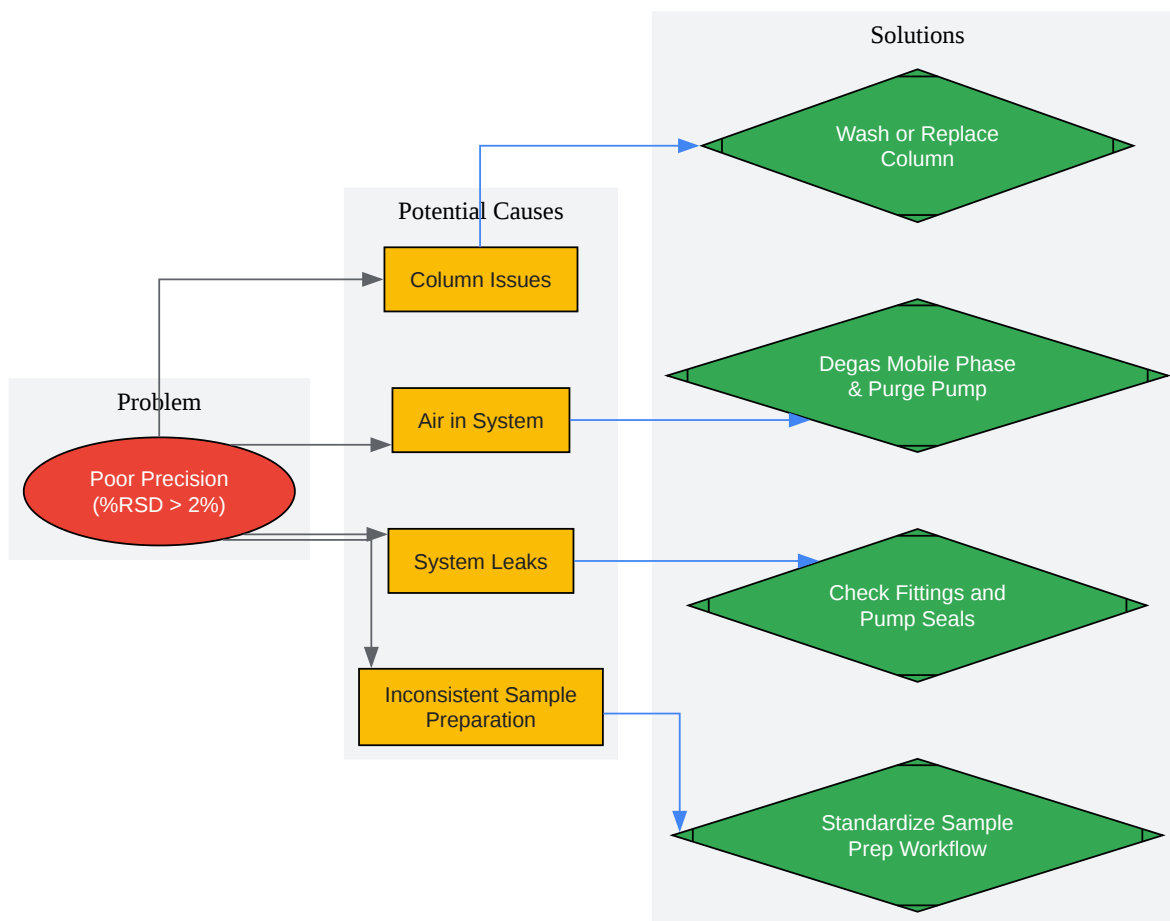 Solutions
Wash or Replace
Column
Potential Causes
Column Issues
Degas Mobile Phase
& Purge Pump
Problem
Air in System
Poor Precision
(%RSD > 2%)
System Leaks
Check Fittings and
Pump Seals
Inconsistent Sample
Preparation
Standardize Sample
Prep Workflow